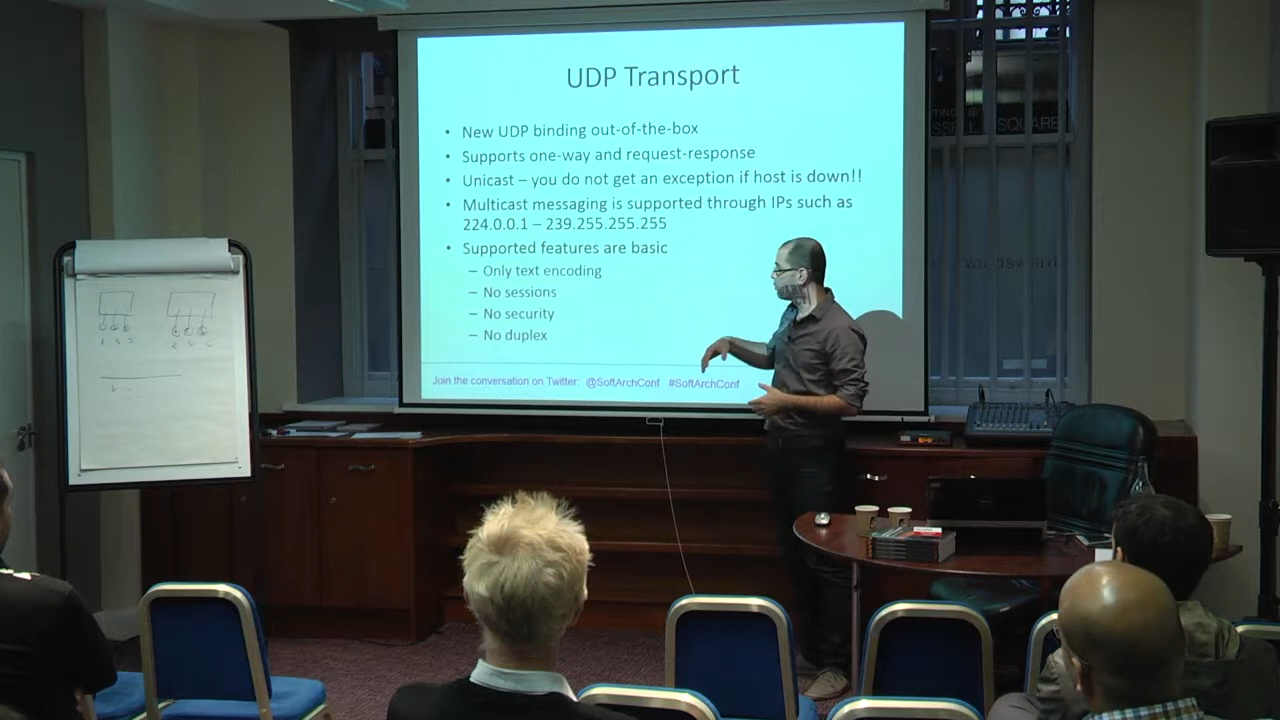 UDP Transport
• New UDP binding out-of-the-box
• Supports one-way and request-response
• Unicast – you do not get an exception if host is down!!
• Multicast messaging is supported through IPs such as
224.0.0.1 – 239.255.255.255
• Supported features are basic
– Only text encoding
– No sessions
– No security
– No duplex
Join the conversation on Twitter: @SoftArchConf #SoftArchConf
SQUARE